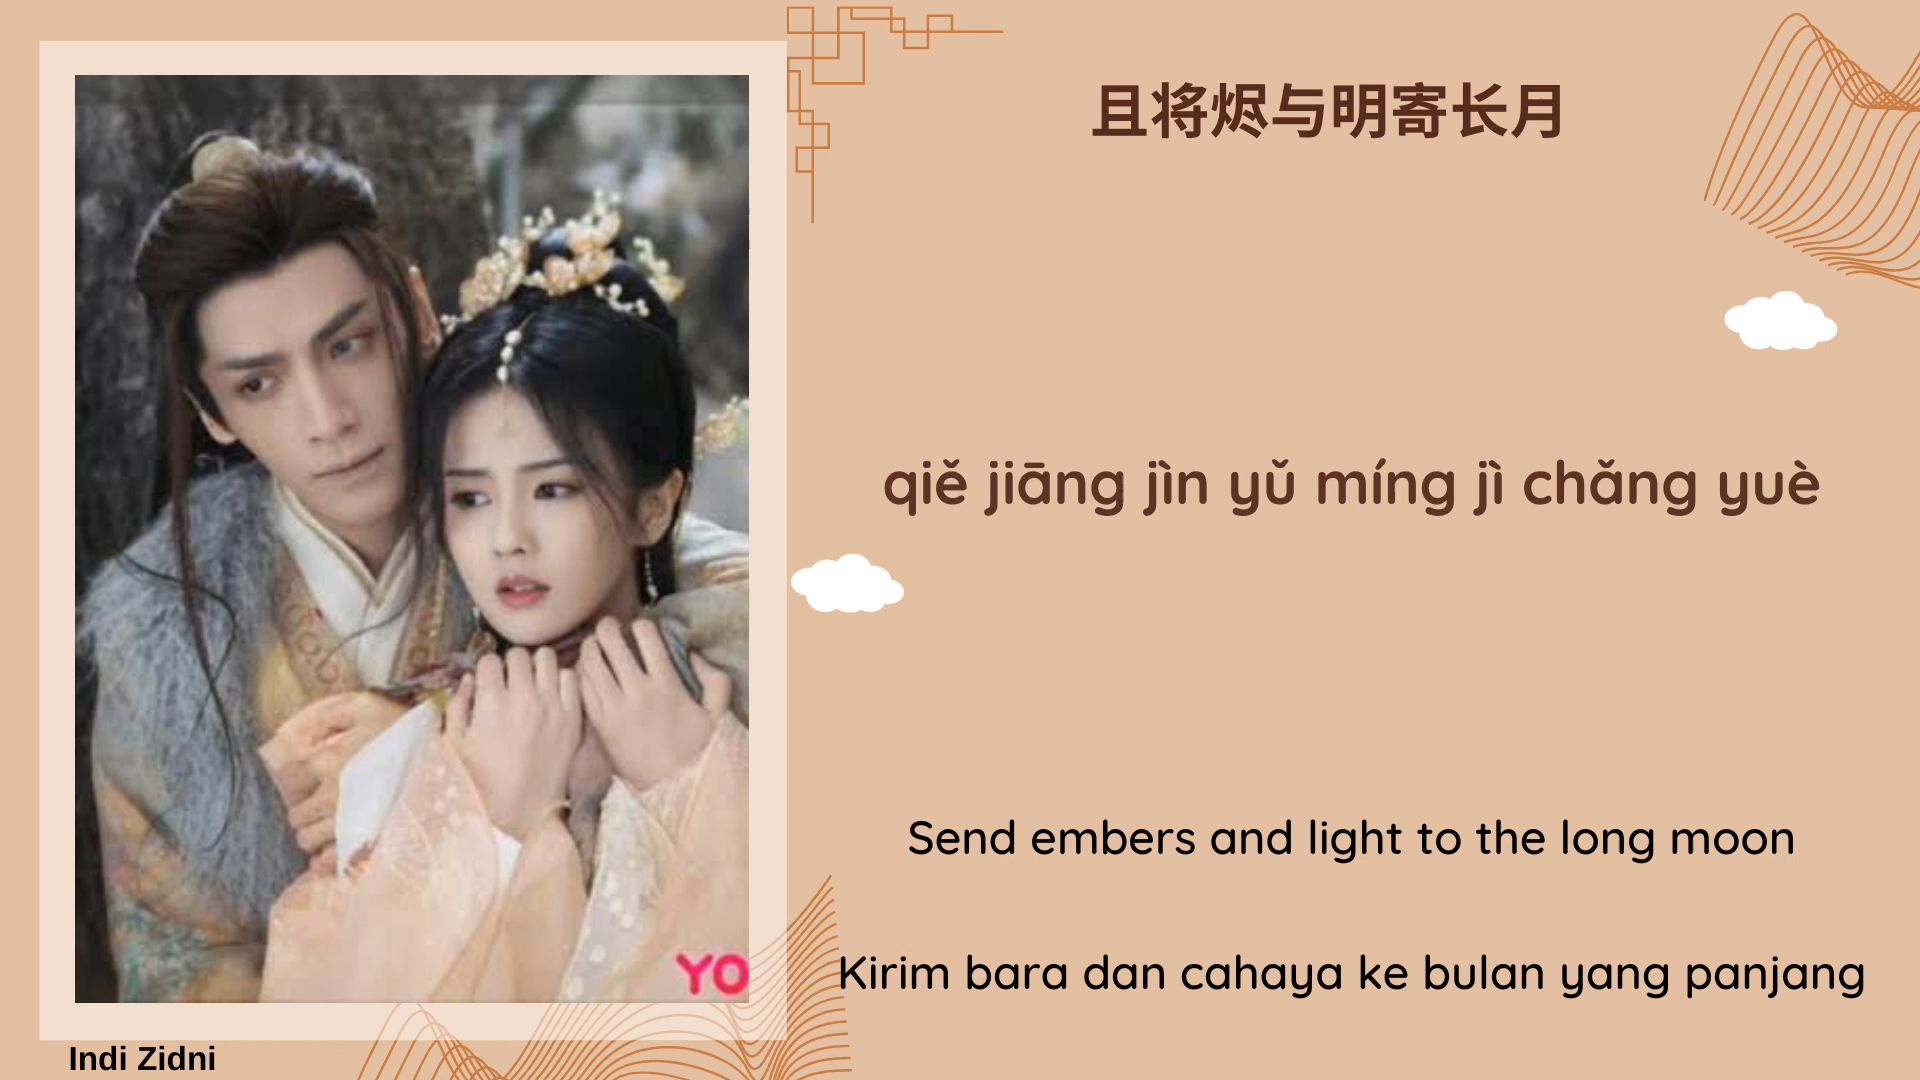 且将烬与明寄长月
qiě jiāng jìn yǔ míng jì chǎng yuè
Send embers and light to the long moon
Kirim bara dan cahaya ke bulan yang panjang
YO
Indi Zidni